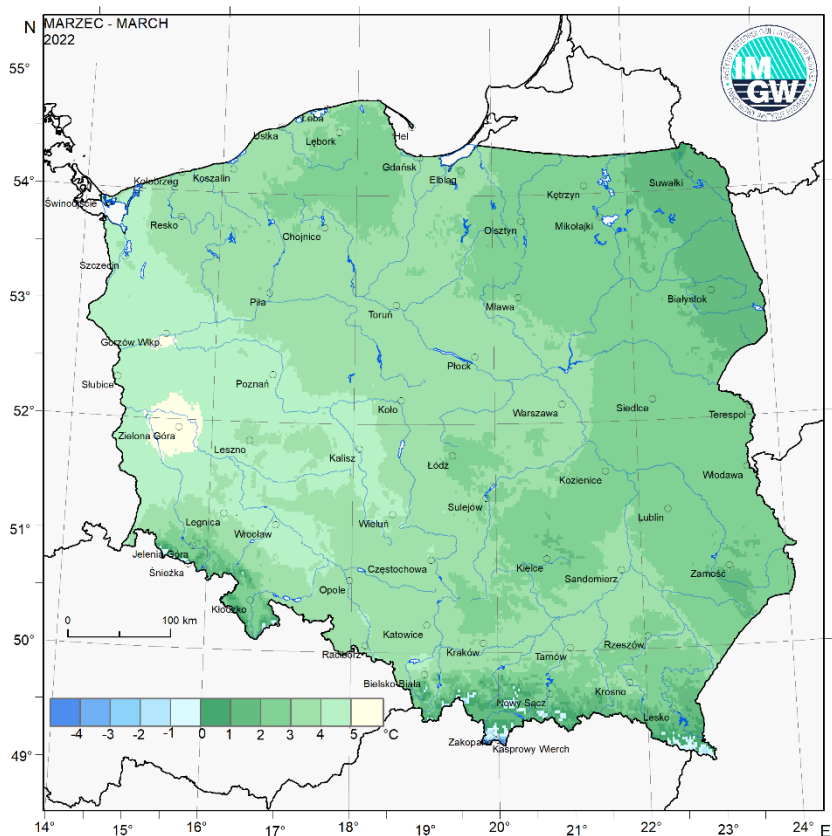 MARZEC - MARCH
N
2022
IMGW
55°
Łeba
Ustka
Hel
Lębork
Gdańsk
Elbląg
54°
Kołobrzeg
Koszalin
Kętrzyn
Suwałki
Świnoujście
Resko
Chojnice
Olsztyn
Mikołajki
Szczecin
53°
Piła
Toruń
Mława
Białystok
Gorzów Wlkp.
Płock
Słubice
Poznań
52°
Koło
Warszawa
Siedlce
Terespol
Zielona Góra
Leszno
Kalisz
Łódź
Włodawa
Kozienice
Sulejów
51°
Legnica
Wrocław
Wieluń
Lublin
Jelenia Góra
Śnieżka
Częstochowa
Kielce
Sandomierz
Zamość
Opole
Kłodzko
0 100 km
50°
Katowice
Kraków
Rzeszów
Racibórz
Tarnów
Bielsko-Biała
Nowy Sącz
Krosno
Lesko
-4 -3 -2 -1 0 1 2 3 4 5 °C
Zakopane
Kasprowy Wierch
49°
14° 15° 16° 17° 18° 19° 20° 21° 22° 23° 24° E